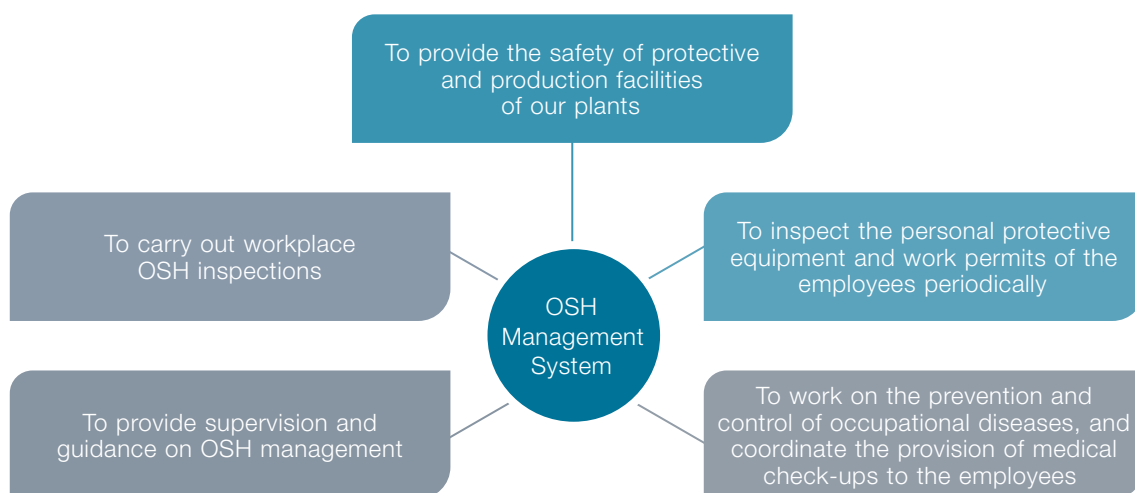 To provide the safety of protective
and production facilities
of our plants
To carry out workplace
OSH inspections
To inspect the personal protective
equipment and work permits of the
employees periodically
OSH
Management
System
To provide supervision and
guidance on OSH management
To work on the prevention and
control of occupational diseases, and
coordinate the provision of medical
check-ups to the employees